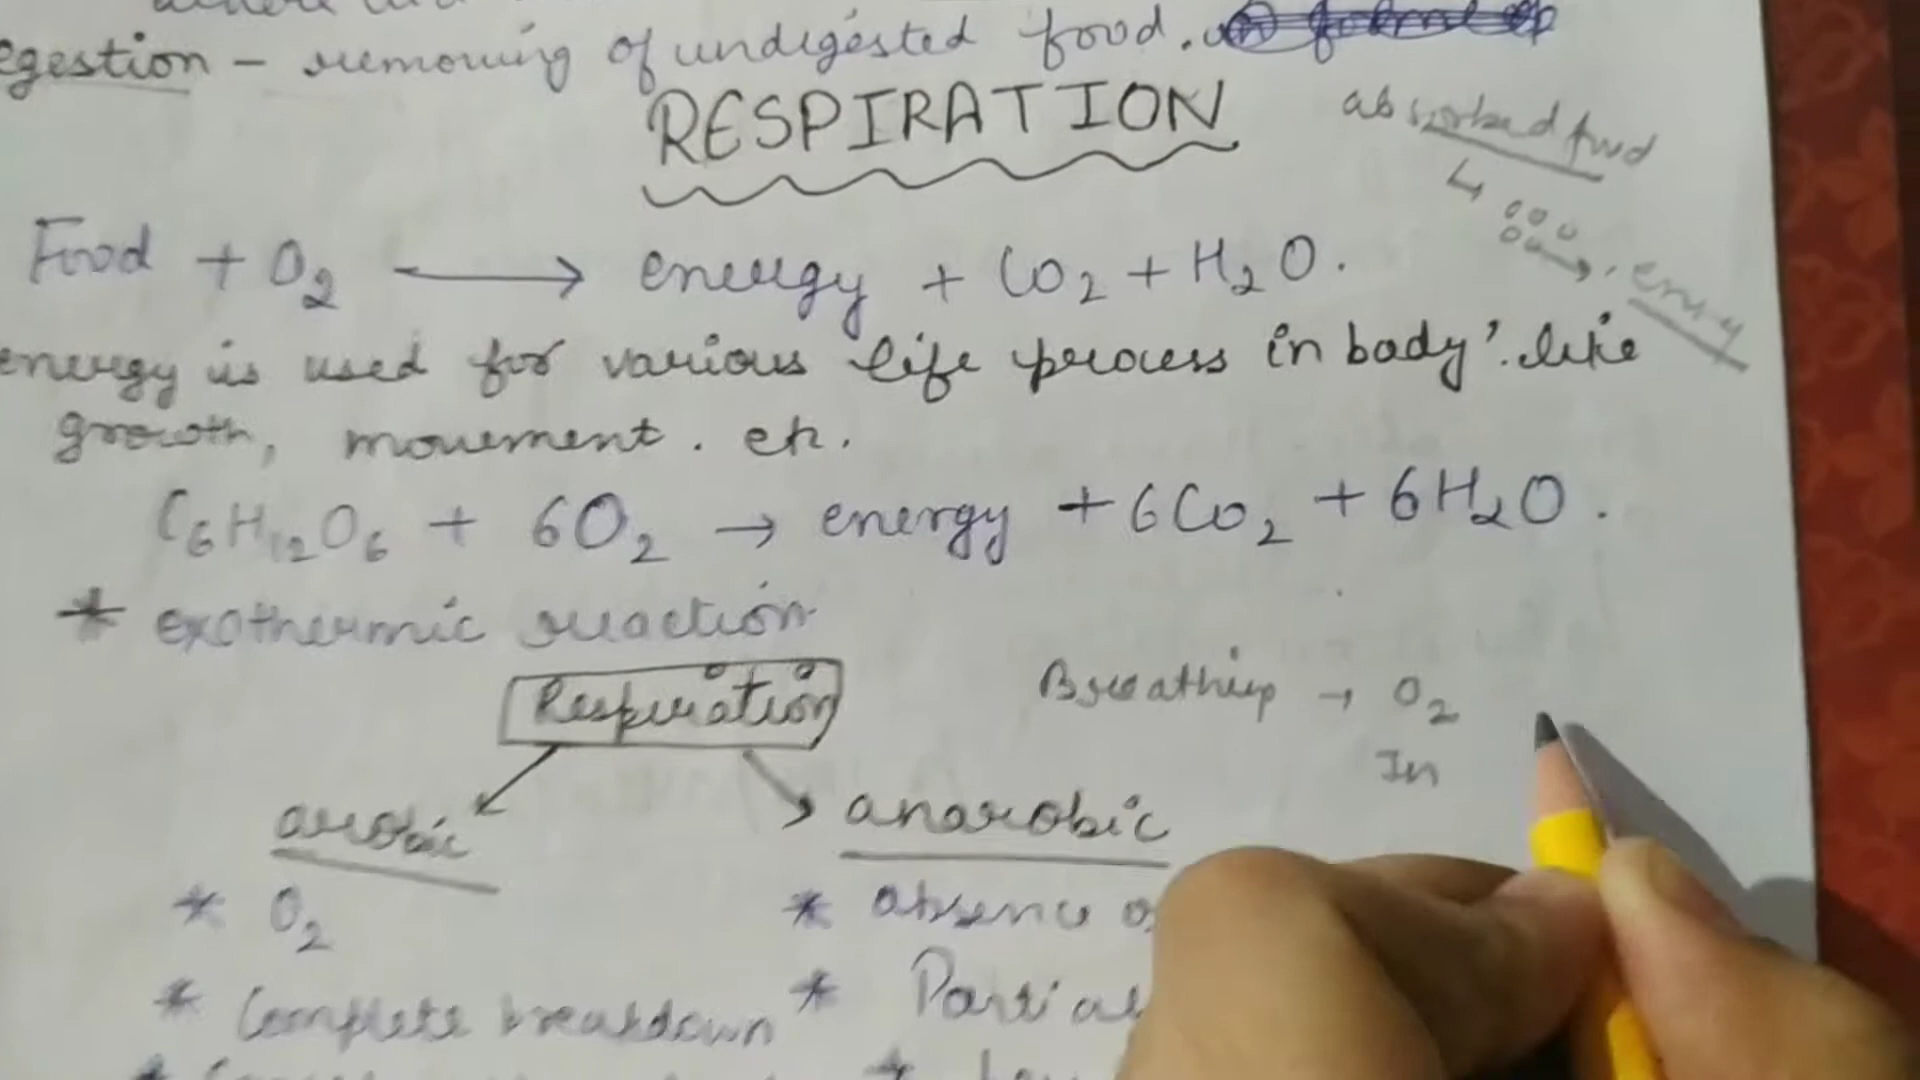 egestion - removing of undigested food.
RESPIRATION
absorbed food
Food + O2 → energy + CO2 + H2O.
energy is used for various life process in body'. like
growth, movement. etc.
C6H12O6 + 6O2 → energy + 6CO2 + 6H2O.
* exothermic reaction
Respiration
Breathing → O2
In
aerobic
anarobic
* O2
* absence
* Complete breakdown
* Partial